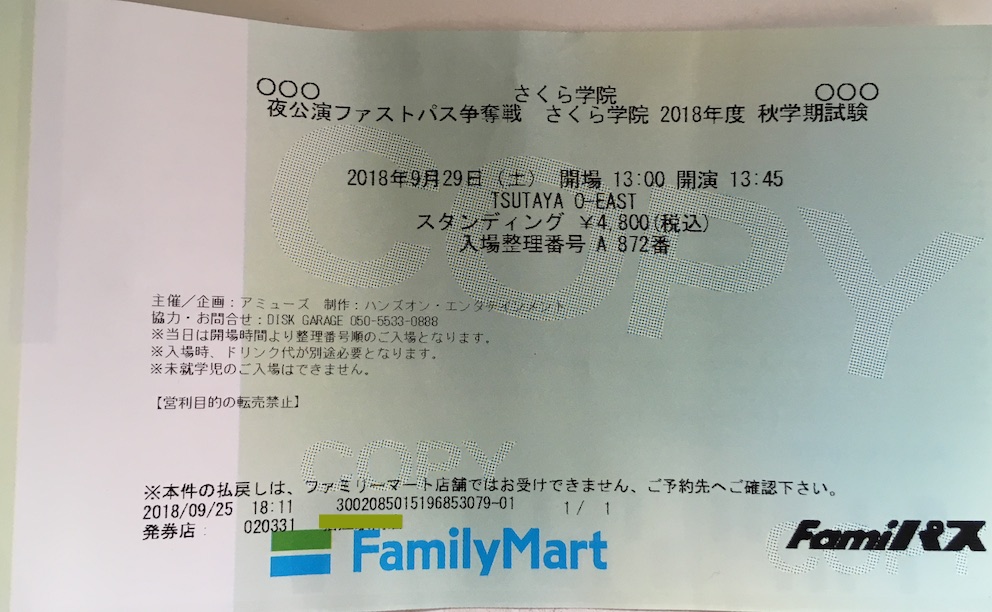 ○○○ さくら学院 ○○○
夜公演ファストパス争奪戦 さくら学院 2018年度 秋学期試験
2018年9月29日(土) 開場 13:00 開演 13:45
TSUTAYA O-EAST
スタンディング ¥4,800(税込)
入場整理番号 A 872番
主催/企画:アミューズ 制作:ハンズオン・エンタテインメント
協力・お問合せ:DISK GARAGE 050-5533-0888
※当日は開場時間より整理番号順のご入場となります。
※入場時、ドリンク代が別途必要となります。
※未就学児のご入場はできません。
【営利目的の転売禁止】
※本件の払戻しは、ファミリーマート店舗ではお受けできません、ご予約先へご確認下さい。
2018/09/25 18:11 3002085015196853079-01 1/ 1
発券店: 020331
FamilyMart
Famiパス
COPY
COPY
COPY